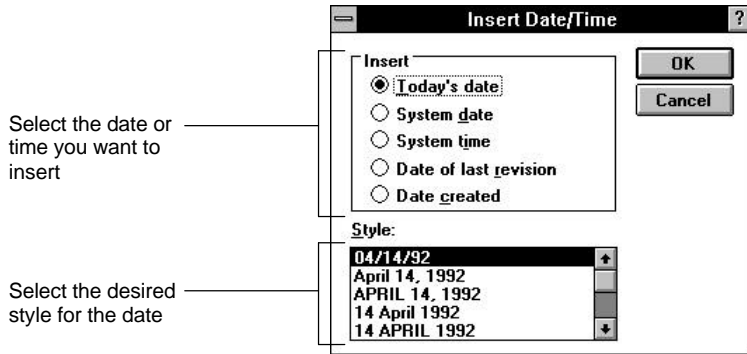 Insert Date/Time
?
Insert
Today's date
System date
System time
Date of last revision
Date created
OK
Cancel
Select the date or
time you want to
insert
Style:
04/14/92
April 14, 1992
APRIL 14, 1992
14 April 1992
14 APRIL 1992
Select the desired
style for the date